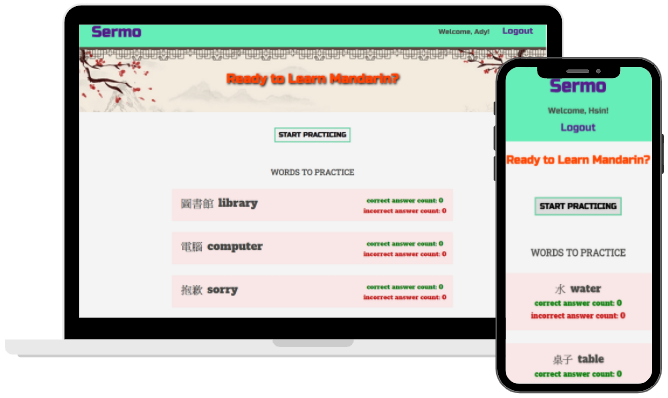 Sermo
Welcome, Ady! Logout
Ready to Learn Mandarin?
START PRACTICING
WORDS TO PRACTICE
圖書館 library
correct answer count: 0
incorrect answer count: 0
電腦 computer
correct answer count: 0
incorrect answer count: 0
抱歉 sorry
correct answer count: 0
incorrect answer count: 0
Sermo
Welcome, Hsin!
Logout
Ready to Learn Mandarin?
START PRACTICING
WORDS TO PRACTICE
水 water
correct answer count: 0
incorrect answer count: 0
桌子 table
correct answer count: 0